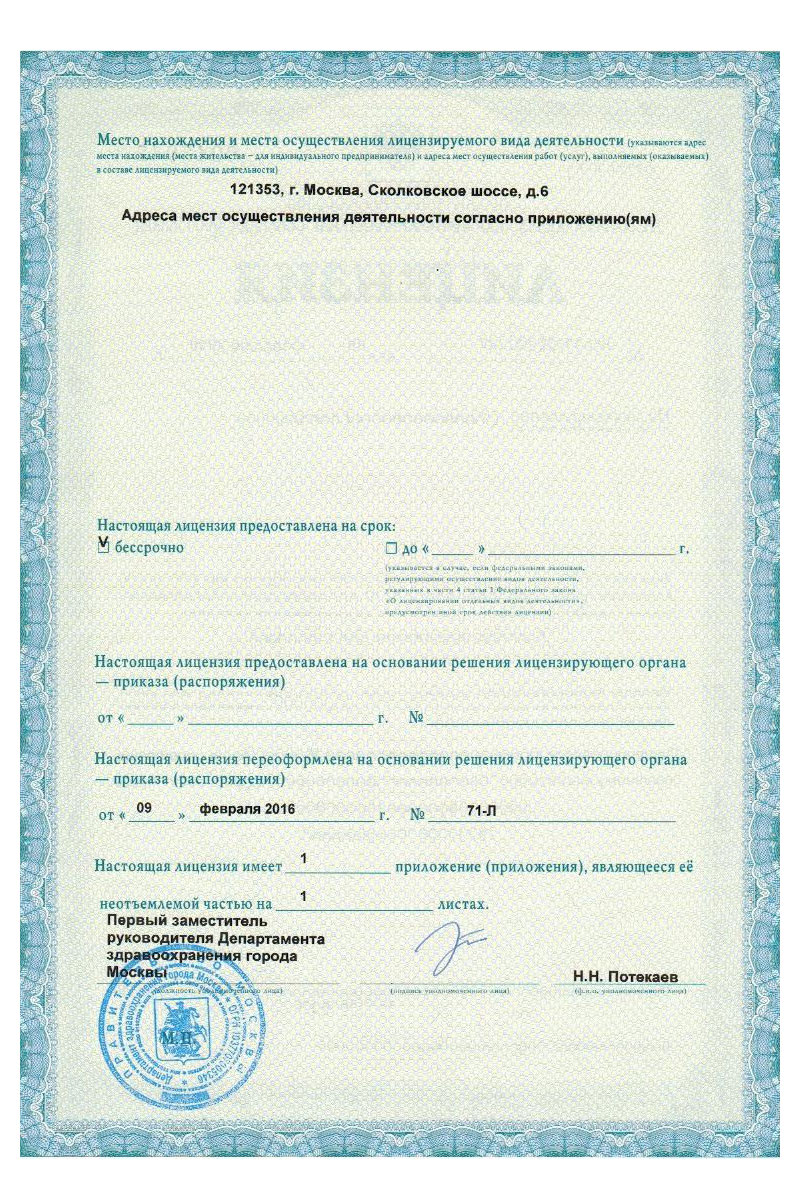 Место нахождения и места осуществления лицензируемого вида деятельности (указываются адрес
места нахождения (места жительства – для индивидуального предпринимателя) и адреса мест осуществления работ (услуг), выполняемых (оказываемых)
в составе лицензируемого вида деятельности)
121353, г. Москва, Сколковское шоссе, д.6
Адреса мест осуществления деятельности согласно приложению(ям)
ЛИЦЕНЗИЯ
Настоящая лицензия предоставлена на срок:
V бессрочно
☐ до « ____ » ____________ г.
(указывается в случае, если федеральными законами,
регулирующими осуществление видов деятельности,
указанных в части 4 статьи 1 Федерального закона
«О лицензировании отдельных видов деятельности»,
предусмотрен иной срок действия лицензии)
Настоящая лицензия предоставлена на основании решения лицензирующего органа
— приказа (распоряжения)
от « ____ » ____________ г. № ____________
Настоящая лицензия переоформлена на основании решения лицензирующего органа
— приказа (распоряжения)
от « 09 » февраля 2016 г. № 71-Л
Настоящая лицензия имеет 1 приложение (приложения), являющееся её
неотъемлемой частью на 1 листах.
Первый заместитель
руководителя Департамента
здравоохранения города
Москвы
Н.Н. Потекаев
(должность уполномоченного лица)
(подпись уполномоченного лица)
(ф.и.о. уполномоченного лица)
М.П.
ПРАВИТЕЛЬСТВО МОСКВЫ
Департамент здравоохранения города Москвы * ОГРН 1037707005346 *